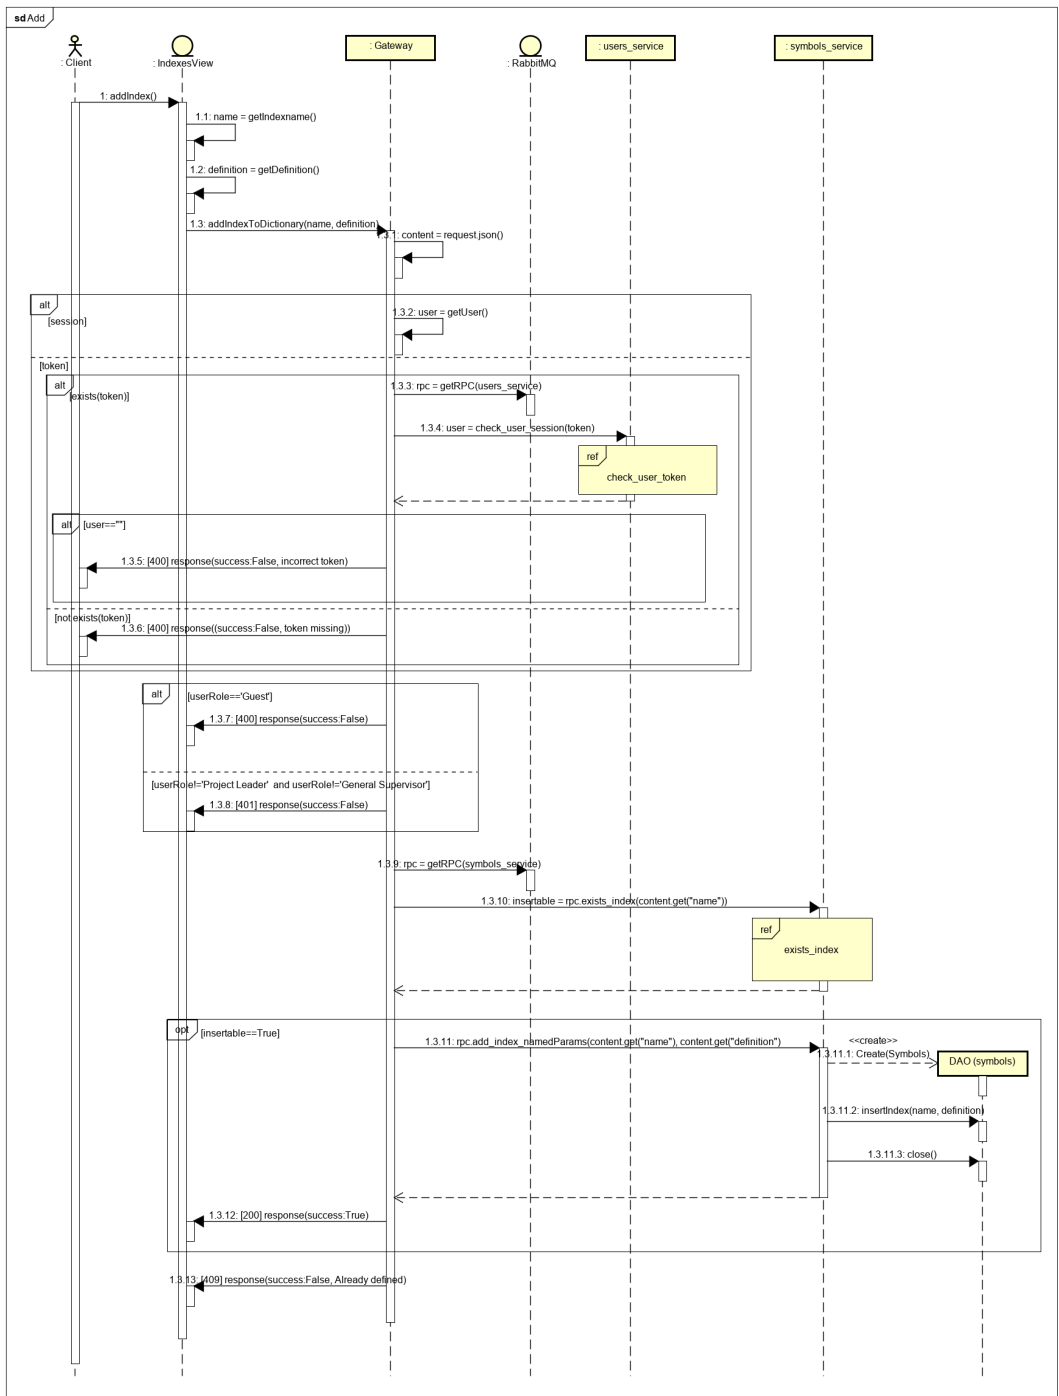 sd Add
: Client
: IndexesView
: Gateway
: RabbitMQ
: users_service
: symbols_service
1: addIndex()
1.1: name = getIndexname()
1.2: definition = getDefinition()
1.3: addIndexToDictionary(name, definition)
1.3.1: content = request.json()
alt
[session]
1.3.2: user = getUser()
[token]
alt
[exists(token)]
1.3.3: rpc = getRPC(users_service)
1.3.4: user = check_user_session(token)
ref
check_user_token
alt
[user==""]
1.3.5: [400] response(success:False, incorrect token)
[not exists(token)]
1.3.6: [400] response((success:False, token missing))
alt
[userRole=='Guest']
1.3.7: [400] response(success:False)
[userRole!='Project Leader' and userRole!='General Supervisor']
1.3.8: [401] response(success:False)
1.3.9: rpc = getRPC(symbols_service)
1.3.10: insertable = rpc.exists_index(content.get("name"))
ref
exists_index
opt
[insertable==True]
1.3.11: rpc.add_index_namedParams(content.get("name"), content.get("definition")
<<create>>
1.3.11.1: Create(Symbols)
DAO (symbols)
1.3.11.2: insertIndex(name, definition)
1.3.11.3: close()
1.3.12: [200] response(success:True)
1.3.13: [409] response(success:False, Already defined)